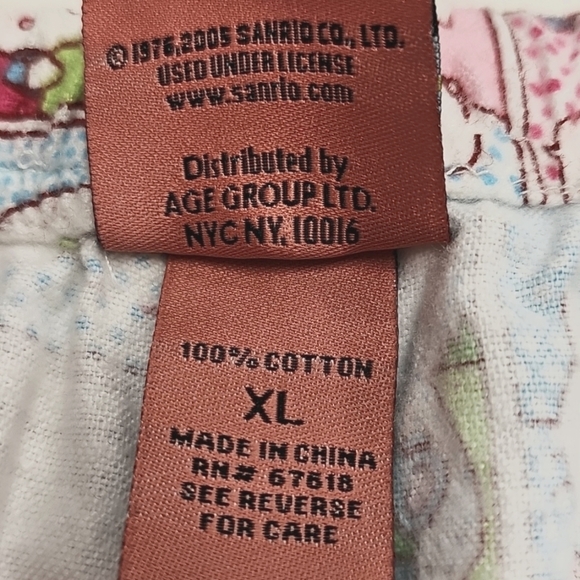 © 1976,2005 SANRIO CO., LTD.
USED UNDER LICENSE
www.sanrio.com
Distributed by
AGE GROUP LTD.
NYC NY. 10016
100% COTTON
XL
MADE IN CHINA
RN# 67618
SEE REVERSE
FOR CARE